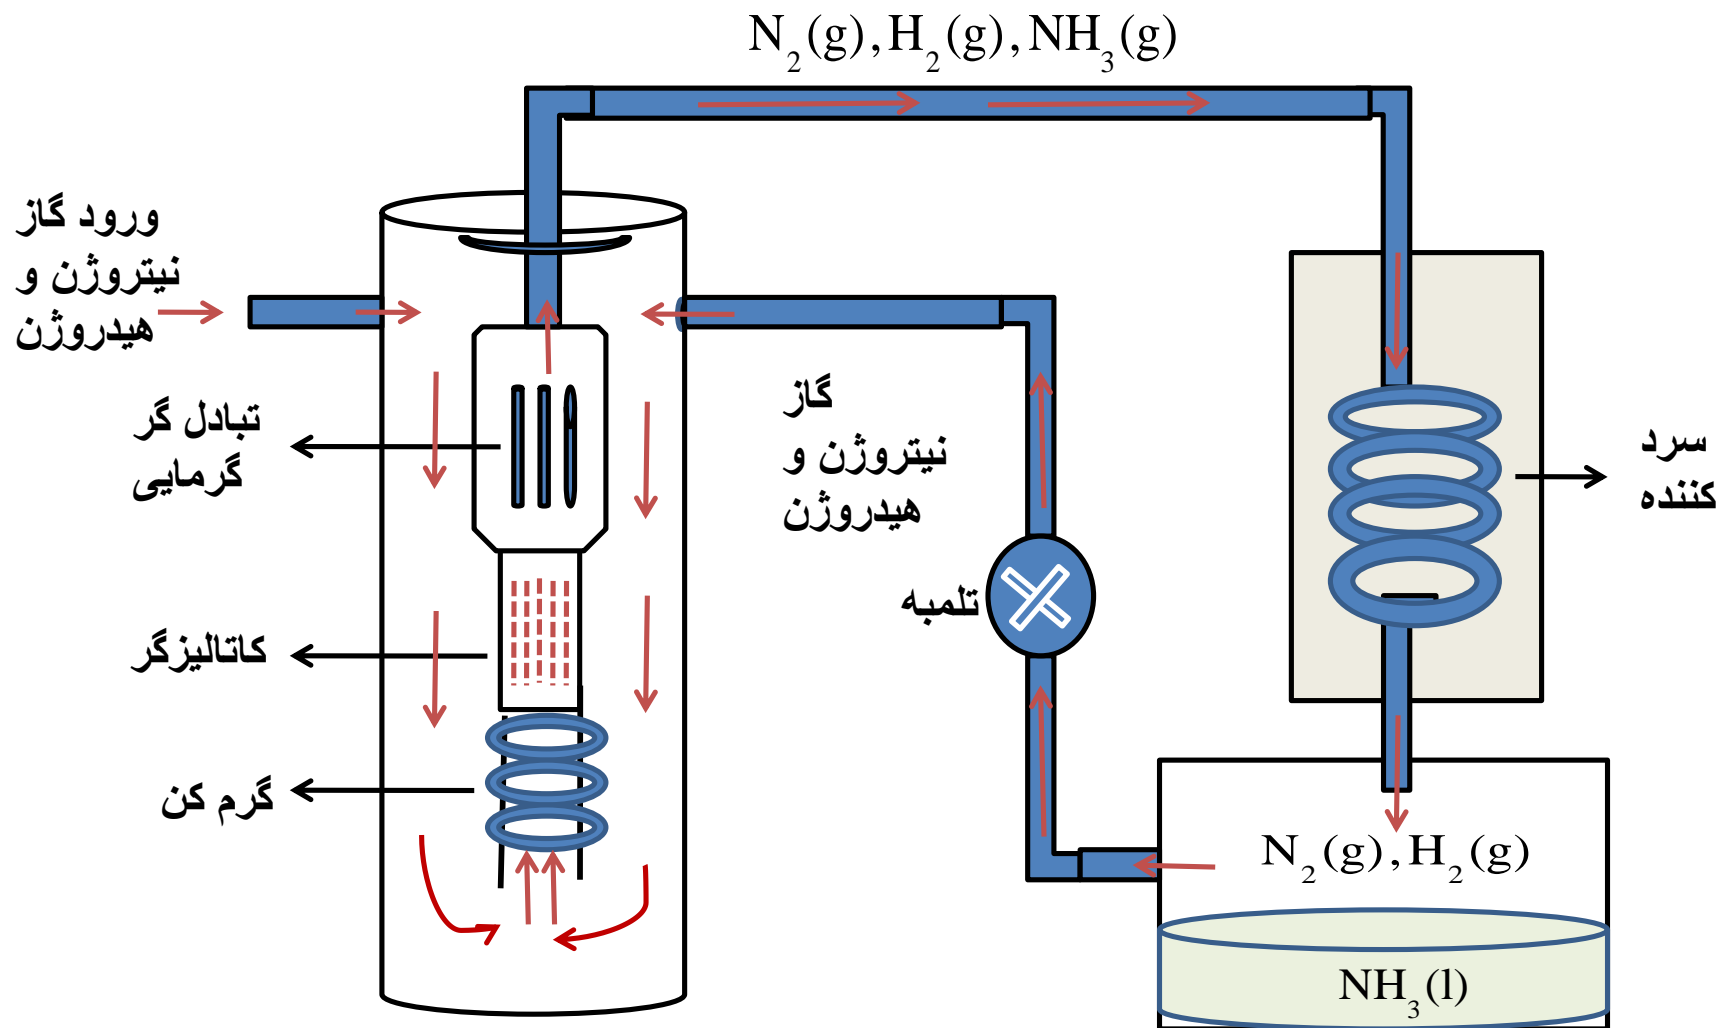 N₂(g),H₂(g),NH₃(g)
ورود گاز
نیتروژن و
هیدروژن
تبادل گر
گرمایی
کاتالیزگر
گرم کن
گاز
نیتروژن و
هیدروژن
تلمبه
سرد
کننده
N₂(g),H₂(g)
NH₃(l)